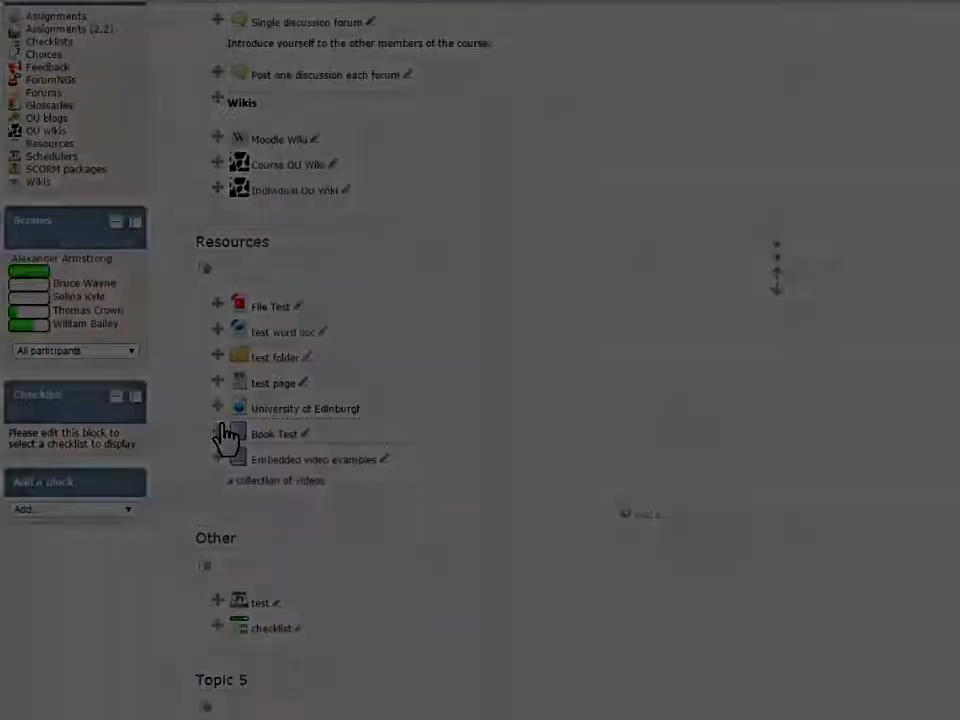 Assignments
Assignments (2.2)
Checklists
Choices
Feedback
ForumNGs
Forums
Glossaries
OU blogs
OU wikis
Resources
Schedulers
SCORM packages
Wikis
Alexander Armstrong
Bruce Wayne
Selina Kyle
Thomas Crown
William Bailey
All participants
Checklist
Please edit this block to
select a checklist to display
Add a block
Add...
Single discussion forum
Introduce yourself to the other members of the course.
Post one discussion each forum
Wikis
Moodle Wiki
Course OU Wiki
Individual OU Wiki
Resources
File Test
test word doc
test folder
test page
University of Edinburgh
Book Test
Embedded video examples
a collection of videos
Other
test
checklist
Topic 5